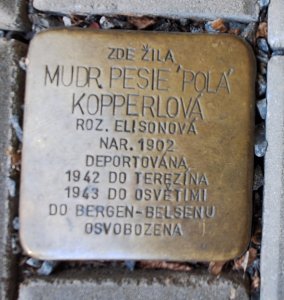 ZDE ŽILA
MUDR. PESIE 'POLA'
KOPPERLOVÁ
ROZ. ELISONOVÁ
NAR. 1902
DEPORTOVÁNA
1942 DO TEREZÍNA
1943 DO OSVĚTIMI
DO BERGEN-BELSENU
OSVOBOZENA